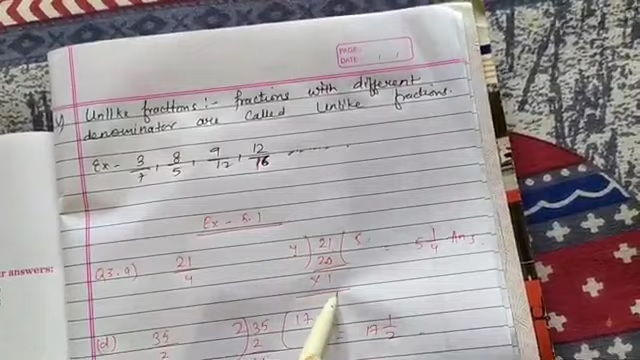 PAGE:
DATE:
Unlike fractions :- fractions with different
denominator are called Unlike fractions.
Ex - 3/7, 8/5, 9/12, 12/16 .......
Ex - 5.1
r answers:
Q3. a) 21/4 4) 21 ( 5 = 5 1/4 Ans
20
1
(d) 35/2 2) 35 ( 17 = 17 1/2
2